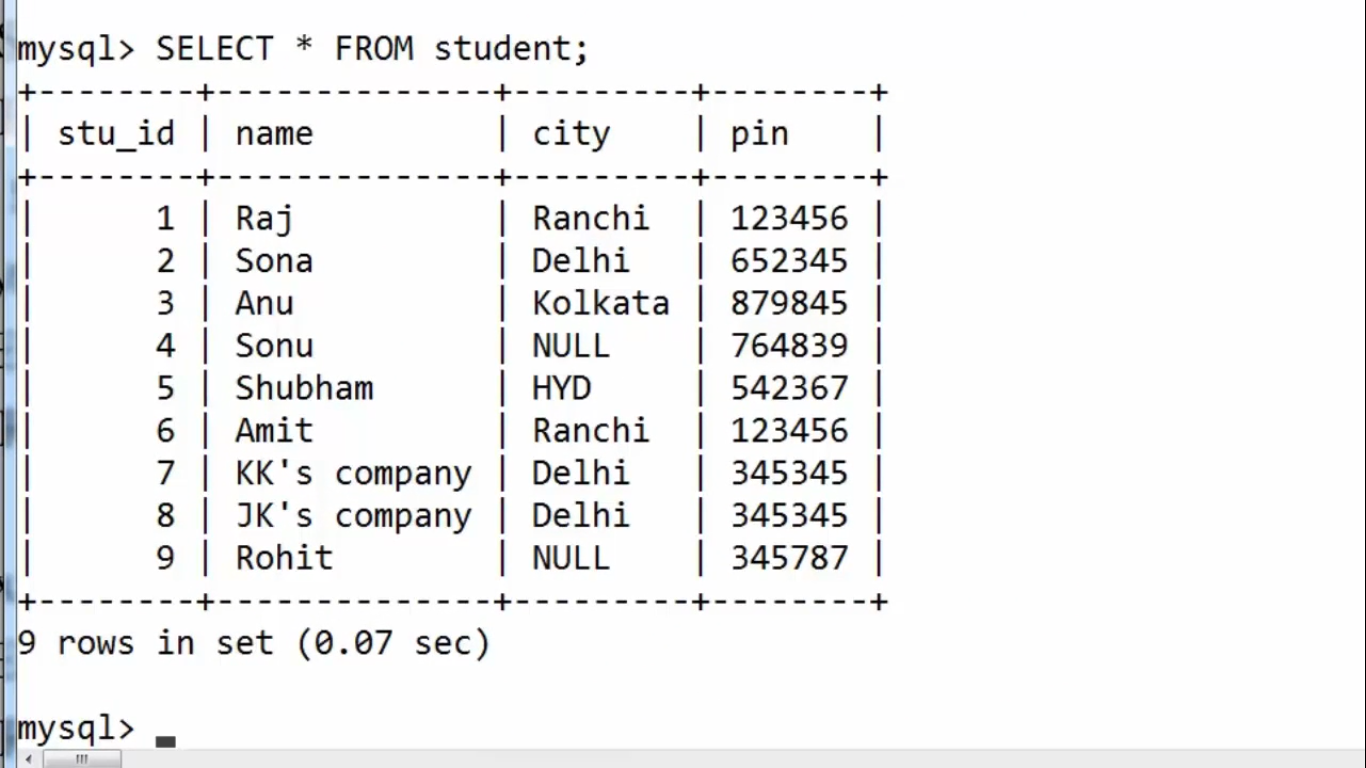 mysql> SELECT * FROM student;
+--------+--------------+---------+--------+
| stu_id | name         | city    | pin    |
+--------+--------------+---------+--------+
|      1 | Raj          | Ranchi  | 123456 |
|      2 | Sona         | Delhi   | 652345 |
|      3 | Anu          | Kolkata | 879845 |
|      4 | Sonu         | NULL    | 764839 |
|      5 | Shubham      | HYD     | 542367 |
|      6 | Amit         | Ranchi  | 123456 |
|      7 | KK's company | Delhi   | 345345 |
|      8 | JK's company | Delhi   | 345345 |
|      9 | Rohit        | NULL    | 345787 |
+--------+--------------+---------+--------+
9 rows in set (0.07 sec)
mysql>